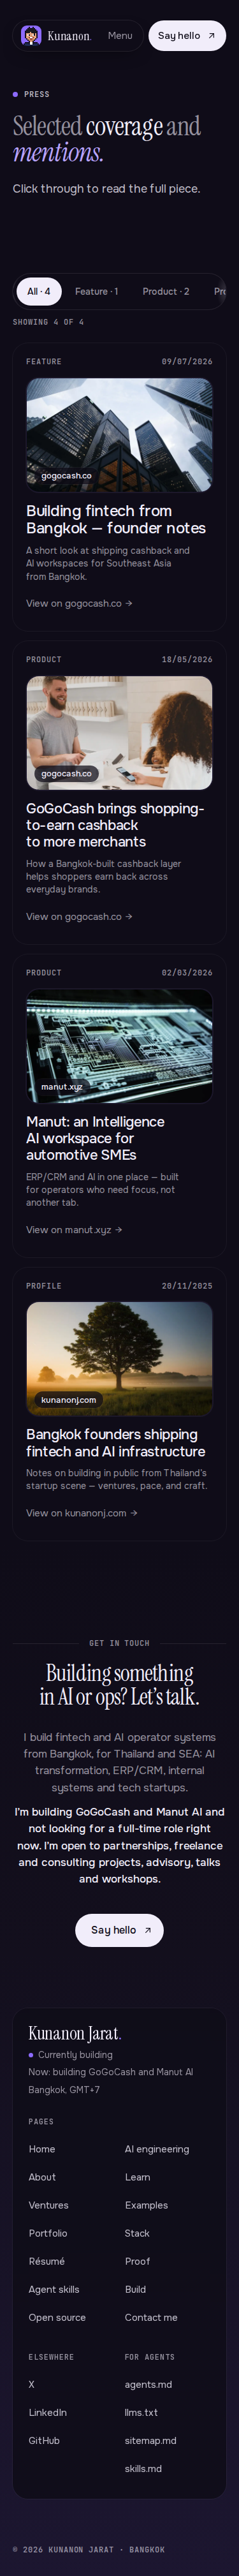 Kunanon.
Menu
Say hello ↗
PRESS
Selected coverage and
mentions.
Click through to read the full piece.
All · 4
Feature · 1
Product · 2
SHOWING 4 OF 4
FEATURE
09/07/2026
gogocash.co
Building fintech from
Bangkok — founder notes
A short look at shipping cashback and
AI workspaces for Southeast Asia
from Bangkok.
View on gogocash.co →
PRODUCT
18/05/2026
gogocash.co
GoGoCash brings shopping-
to-earn cashback
to more merchants
How a Bangkok-built cashback layer
helps shoppers earn back across
everyday brands.
View on gogocash.co →
PRODUCT
02/03/2026
manut.xyz
Manut: an Intelligence
AI workspace for
automotive SMEs
ERP/CRM and AI in one place — built
for operators who need focus, not
another tab.
View on manut.xyz →
PROFILE
20/11/2025
kunanonj.com
Bangkok founders shipping
fintech and AI infrastructure
Notes on building in public from Thailand's
startup scene — ventures, pace, and craft.
View on kunanonj.com →
GET IN TOUCH
Building something
in AI or ops? Let's talk.
I build fintech and AI operator systems
from Bangkok, for Thailand and SEA: AI
transformation, ERP/CRM, internal
systems and tech startups.
I'm building GoGoCash and Manut AI and
not looking for a full-time role right
now. I'm open to partnerships, freelance
and consulting projects, advisory, talks
and workshops.
Say hello ↗
Kunanon Jarat.
Currently building
Now: building GoGoCash and Manut AI
Bangkok, GMT+7
PAGES
Home
AI engineering
About
Learn
Ventures
Examples
Portfolio
Stack
Résumé
Proof
Agent skills
Build
Open source
Contact me
ELSEWHERE
FOR AGENTS
X
agents.md
LinkedIn
llms.txt
GitHub
sitemap.md
skills.md
© 2026 KUNANON JARAT · BANGKOK